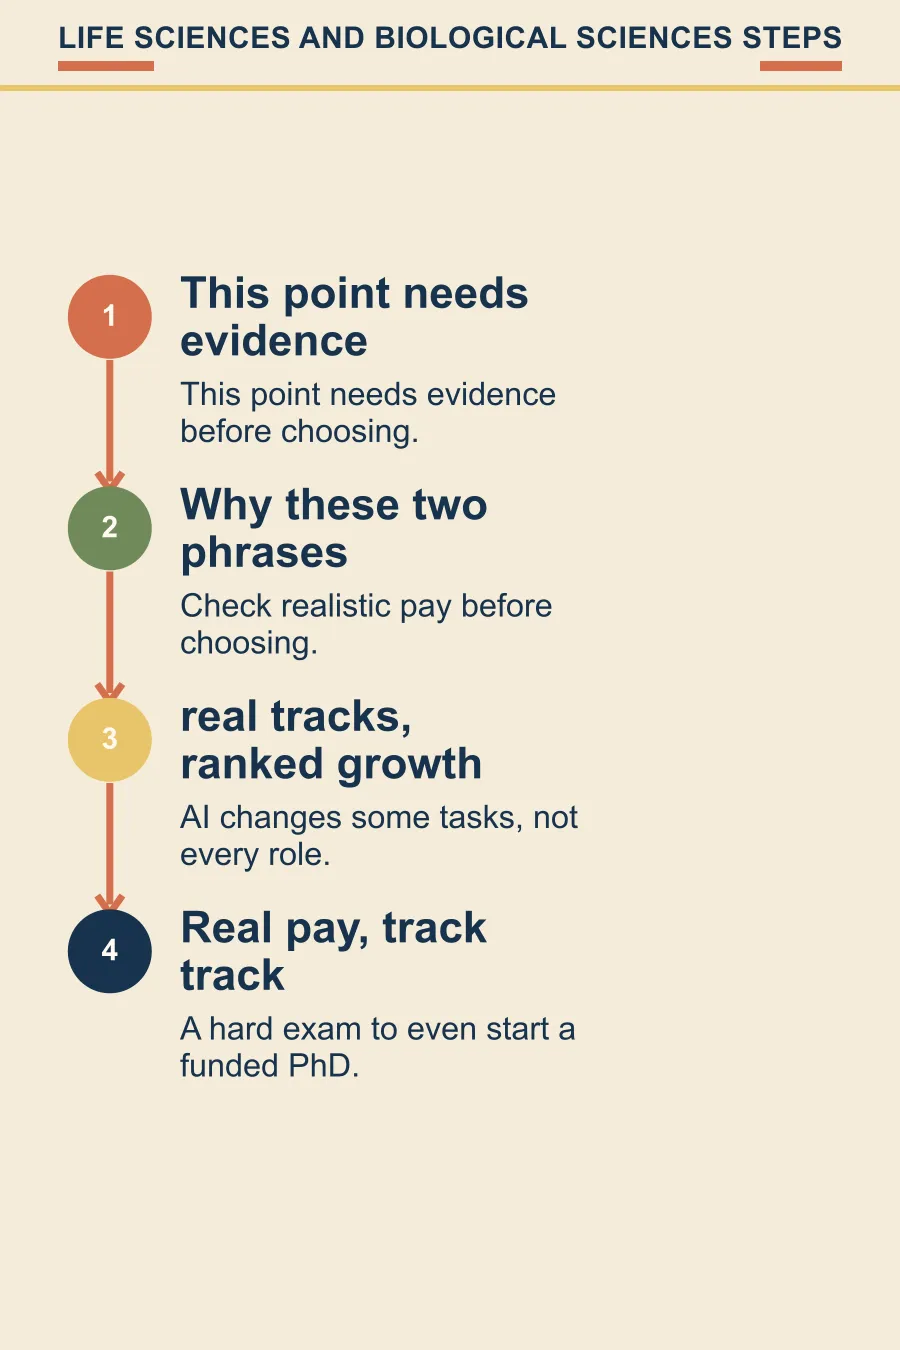 LIFE SCIENCES AND BIOLOGICAL SCIENCES STEPS
1
This point needs
evidence
This point needs evidence
before choosing.
2
Why these two
phrases
Check realistic pay before
choosing.
3
real tracks,
ranked growth
AI changes some tasks, not
every role.
4
Real pay, track
track
A hard exam to even start a
funded PhD.